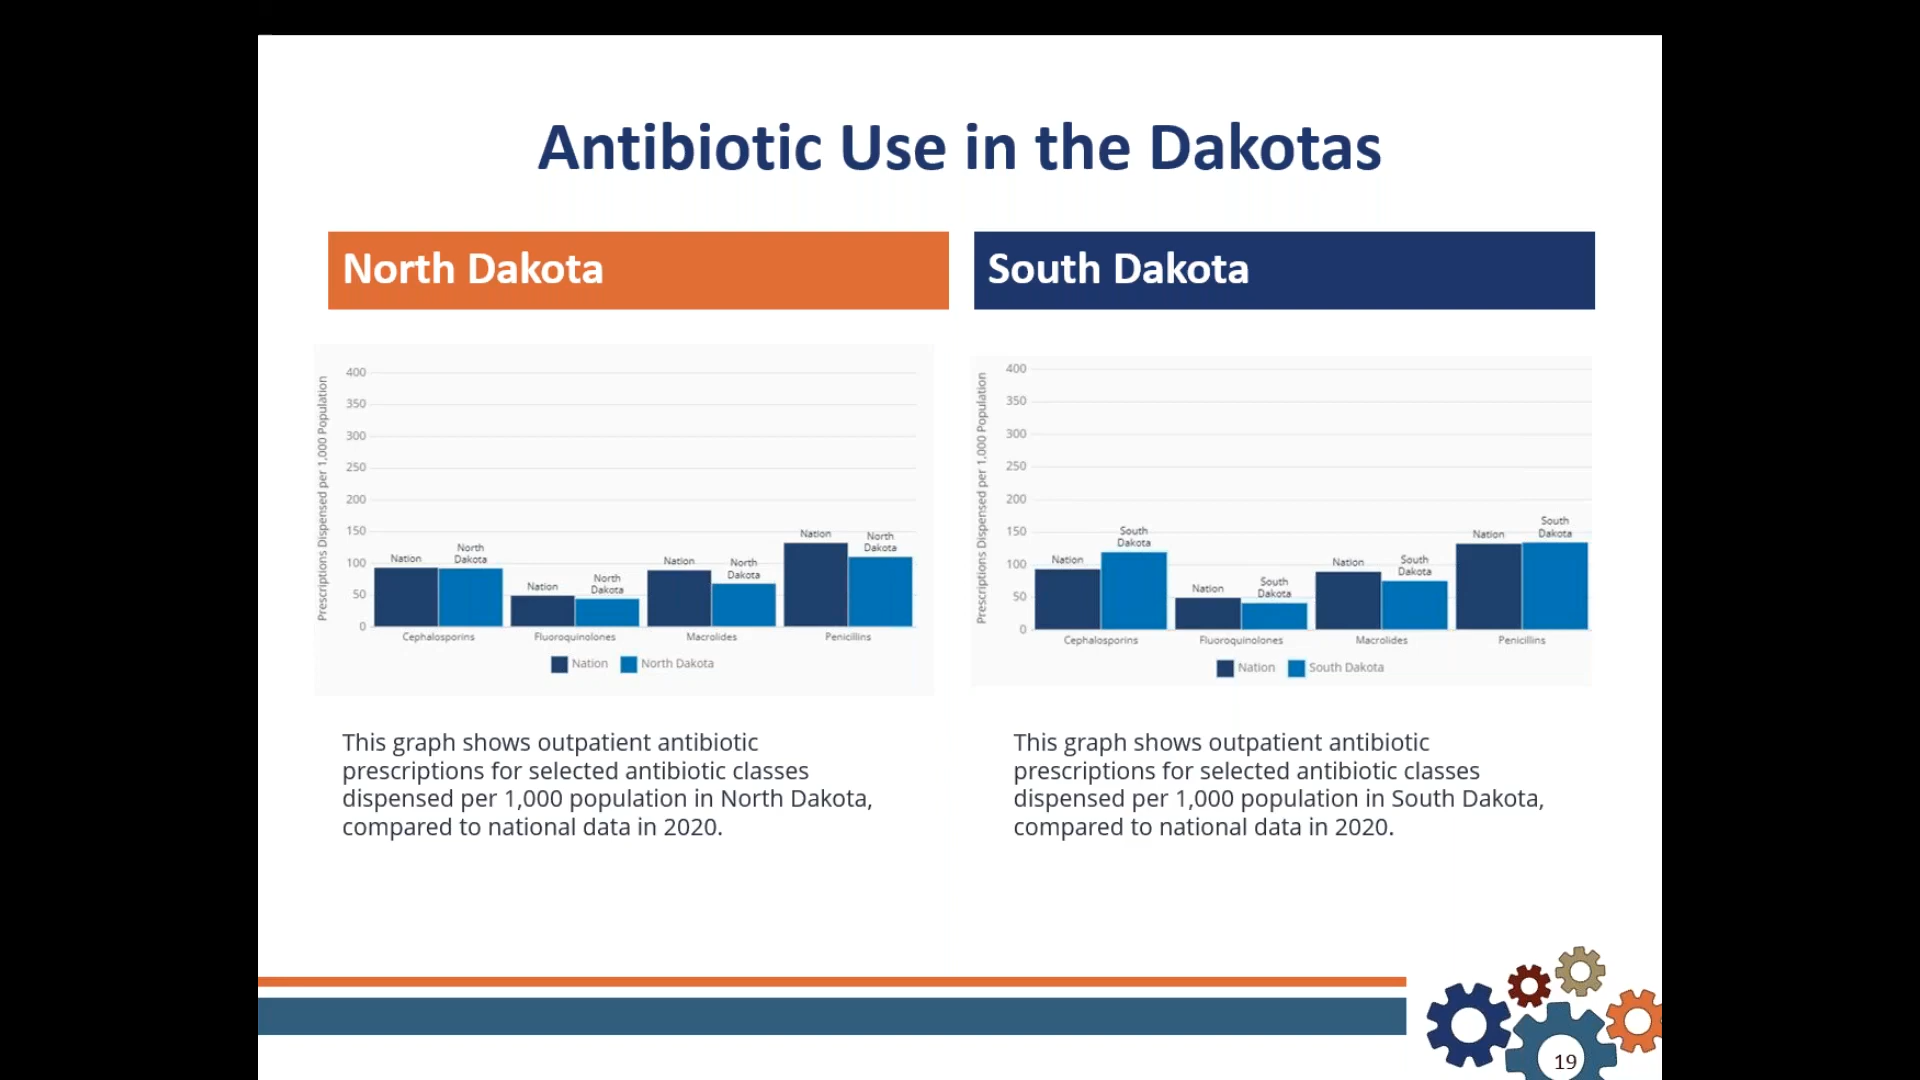 Antibiotic Use in the Dakotas
North Dakota
Prescriptions Dispensed per 1,000 Population
400
350
300
250
200
150
100
50
0
Nation
North
Dakota
Nation
North
Dakota
Nation
North
Dakota
Nation
North
Dakota
Cephalosporins
Fluoroquinolones
Macrolides
Penicillins
Nation
North Dakota
This graph shows outpatient antibiotic
prescriptions for selected antibiotic classes
dispensed per 1,000 population in North Dakota,
compared to national data in 2020.
South Dakota
Prescriptions Dispensed per 1,000 Population
400
350
300
250
200
150
100
50
0
Nation
South
Dakota
Nation
South
Dakota
Nation
South
Dakota
Nation
South
Dakota
Cephalosporins
Fluoroquinolones
Macrolides
Penicillins
Nation
South Dakota
This graph shows outpatient antibiotic
prescriptions for selected antibiotic classes
dispensed per 1,000 population in South Dakota,
compared to national data in 2020.
19